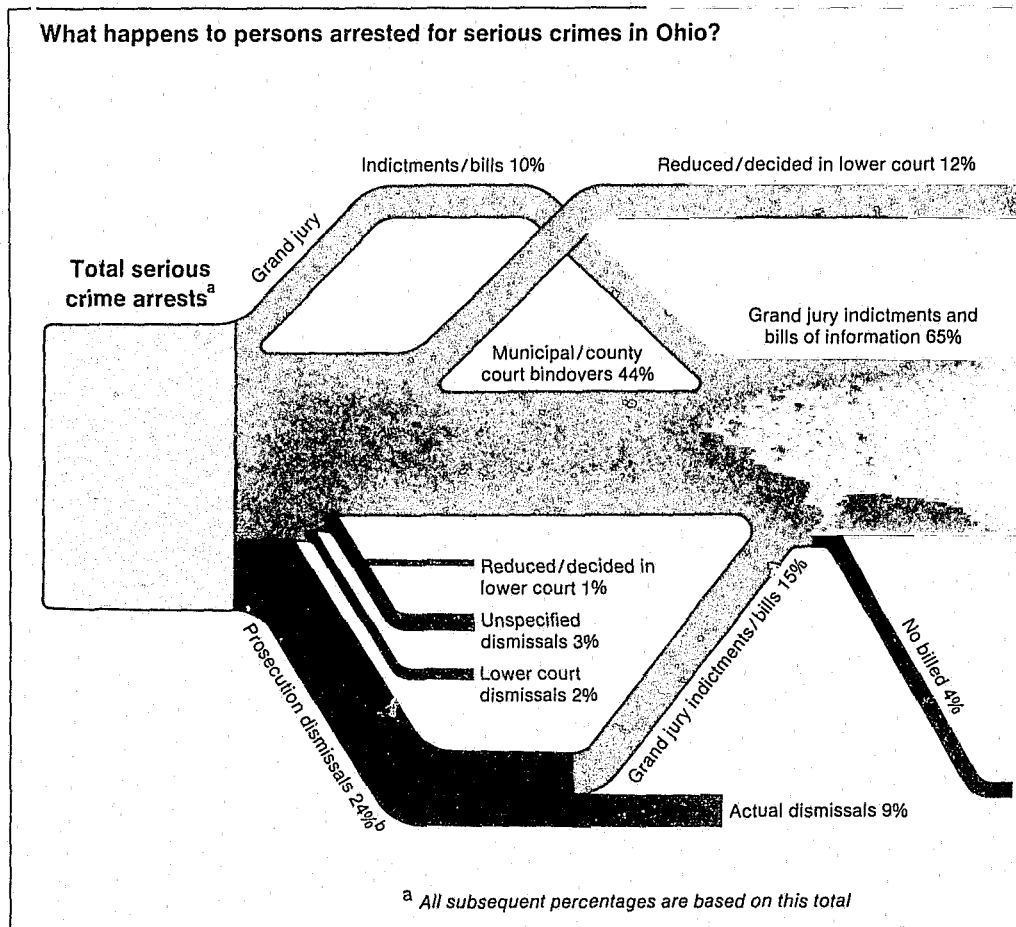 What happens to persons arrested for serious crimes in Ohio?
Indictments/bills 10%
Reduced/decided in lower court 12%
Grand jury
Total serious
crime arrests^a
Grand jury indictments and
bills of information 65%
Municipal/county
court bindovers 44%
Reduced/decided in
lower court 1%
Unspecified
dismissals 3%
Lower court
dismissals 2%
Prosecution dismissals 24%^b
Grand jury indictments/bills 15%
No billed 4%
Actual dismissals 9%
^a All subsequent percentages are based on this total